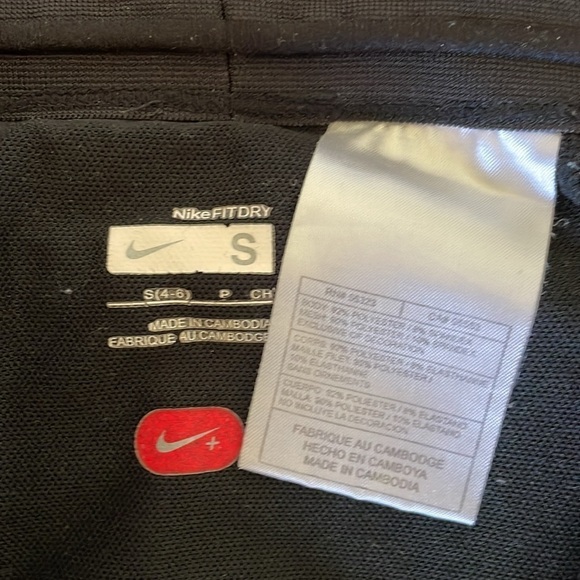 NikeFITDRY
S
S(4-6) P CH
MADE IN CAMBODIA
FABRIQUE AU CAMBODGE
+
RN# 56323 CA# 05553
BODY: 92% POLYESTER / 8% SPANDEX.
MESH: 90% POLYESTER / 10% SPANDEX.
EXCLUSIVE OF DECORATION
CORPS: 92% POLYESTER / 8% ELASTHANNE
MAILLE FILET: 90% POLYESTER /
10% ELASTHANNE
SANS ORNEMENTS
CUERPO: 92% POLIESTER / 8% ELASTANO
MALLA: 90% POLIESTER / 10% ELASTANO
NO INCLUYE LA DECORACION
FABRIQUE AU CAMBODGE
HECHO EN CAMBOYA
MADE IN CAMBODIA